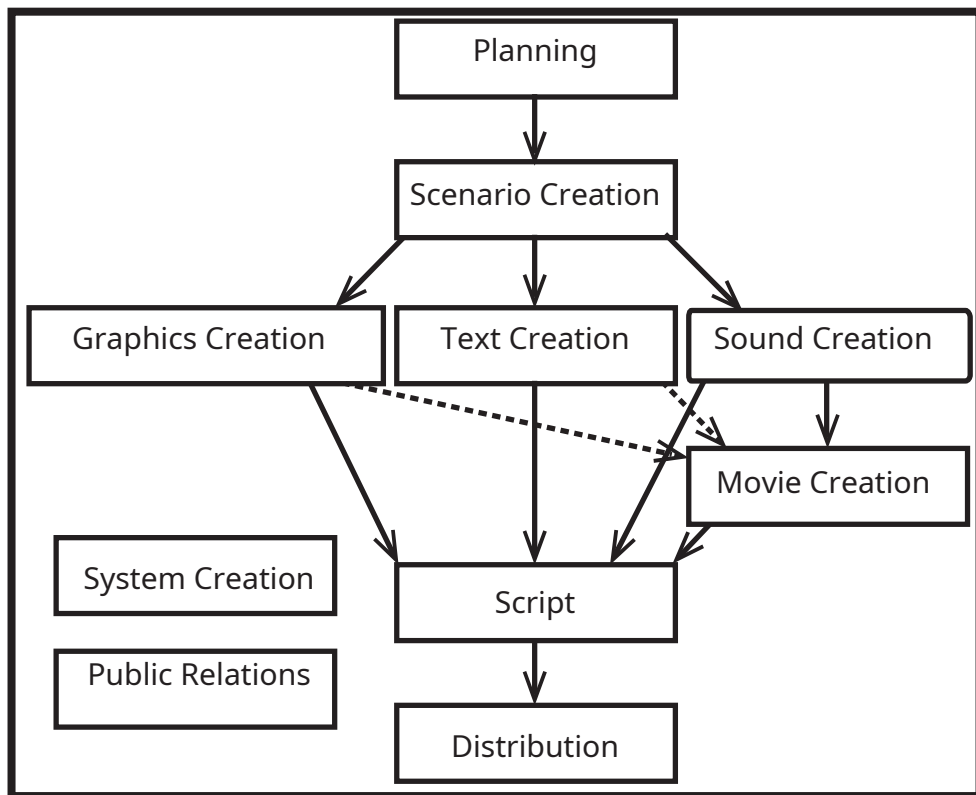 Planning
Scenario Creation
Graphics Creation
Text Creation
Sound Creation
Movie Creation
System Creation
Script
Public Relations
Distribution